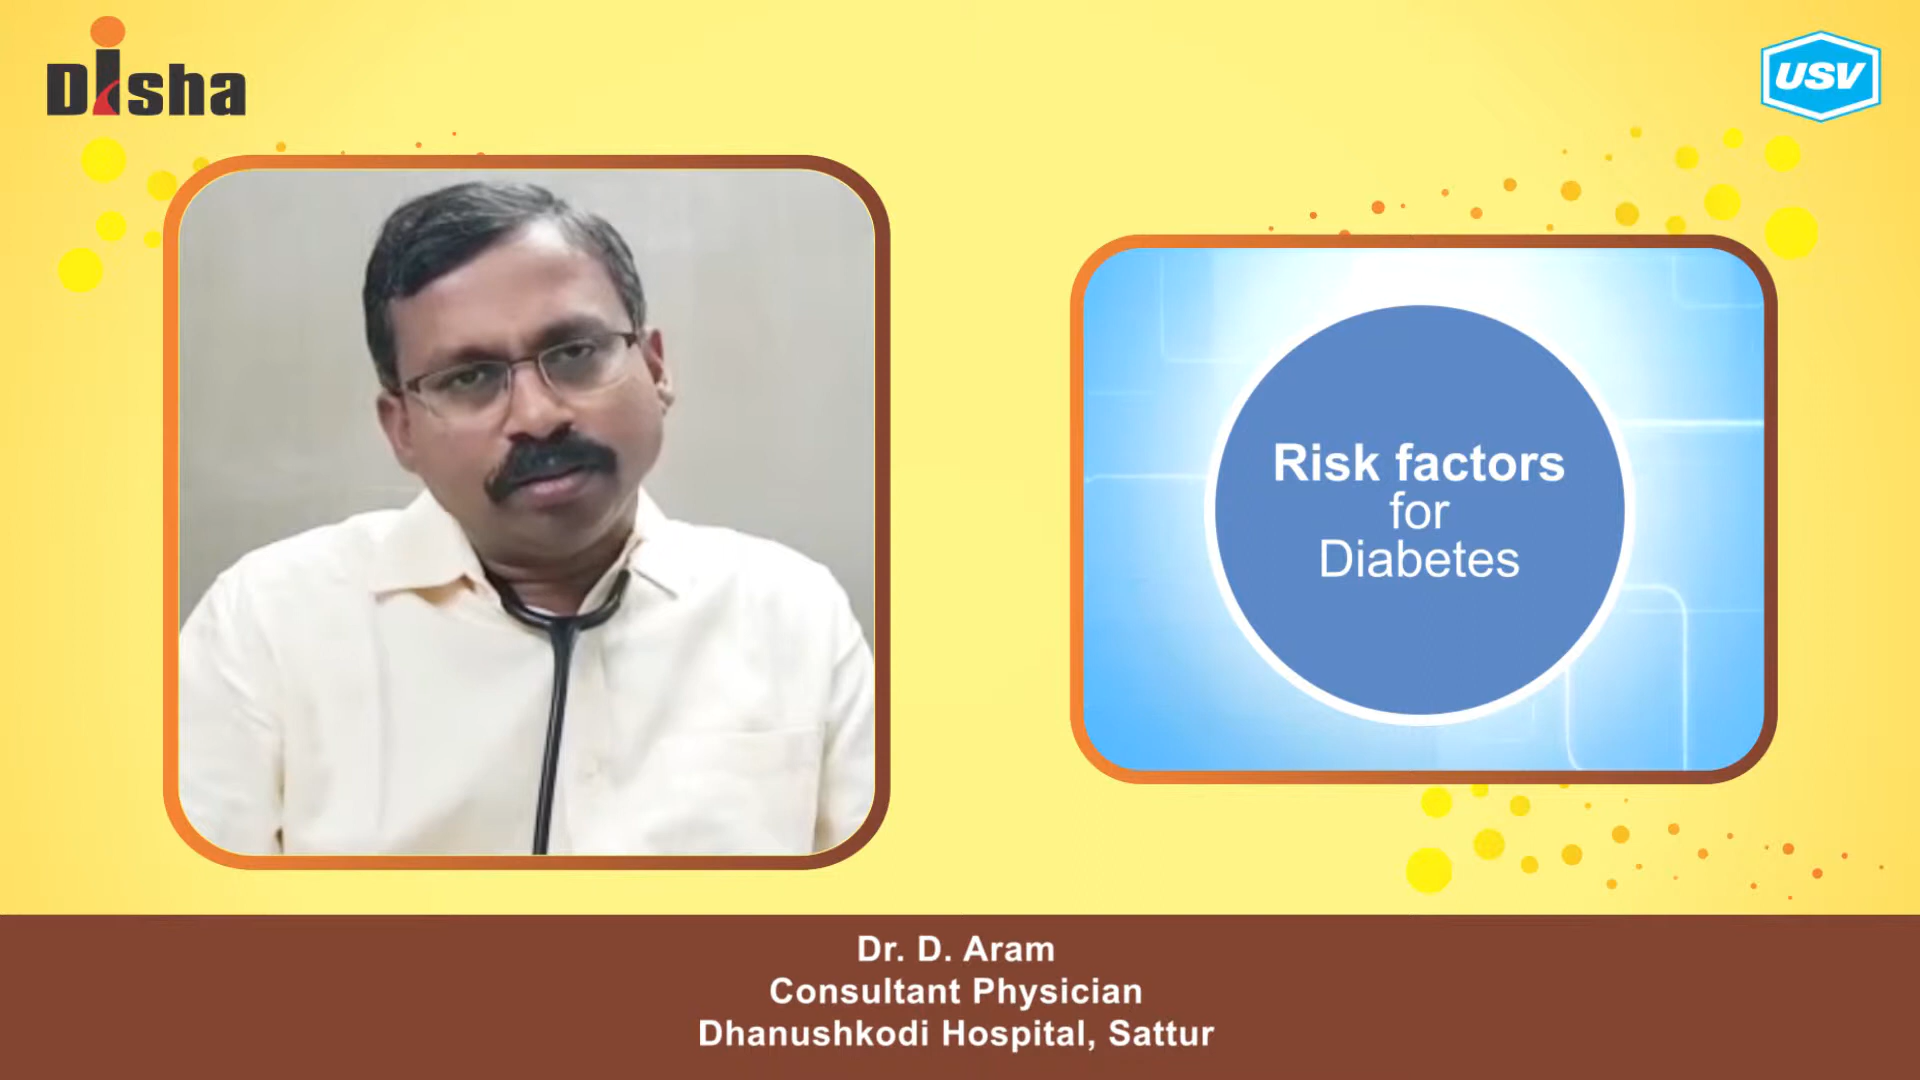 Disha
USV
Risk factors
for
Diabetes
Dr. D. Aram
Consultant Physician
Dhanushkodi Hospital, Sattur